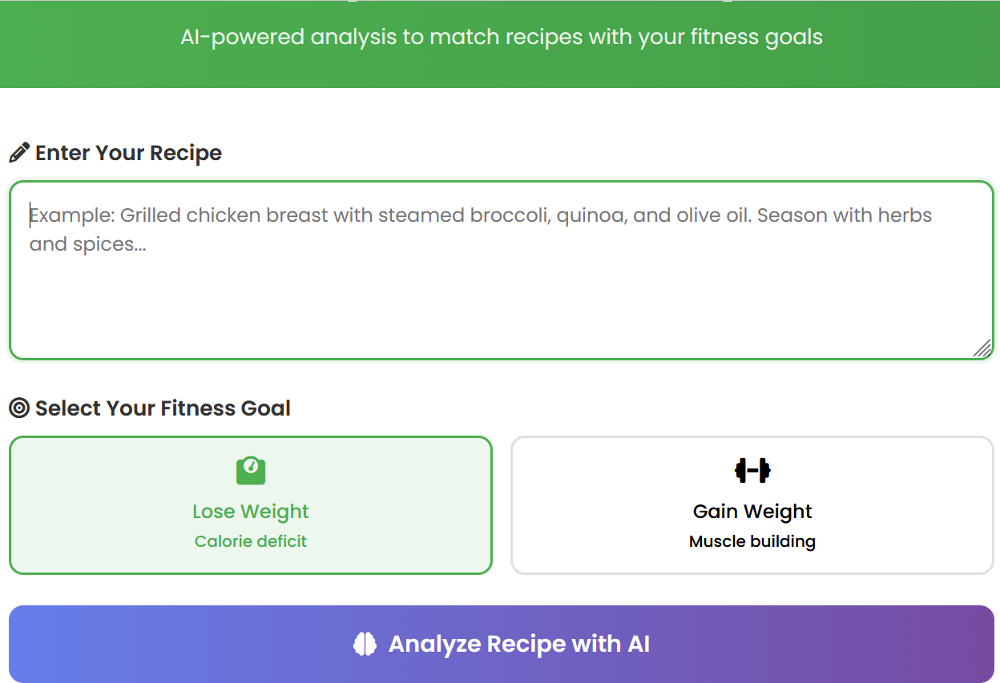 AI-powered analysis to match recipes with your fitness goals
Enter Your Recipe
Example: Grilled chicken breast with steamed broccoli, quinoa, and olive oil. Season with herbs
and spices...
Select Your Fitness Goal
Lose Weight
Calorie deficit
Gain Weight
Muscle building
Analyze Recipe with AI